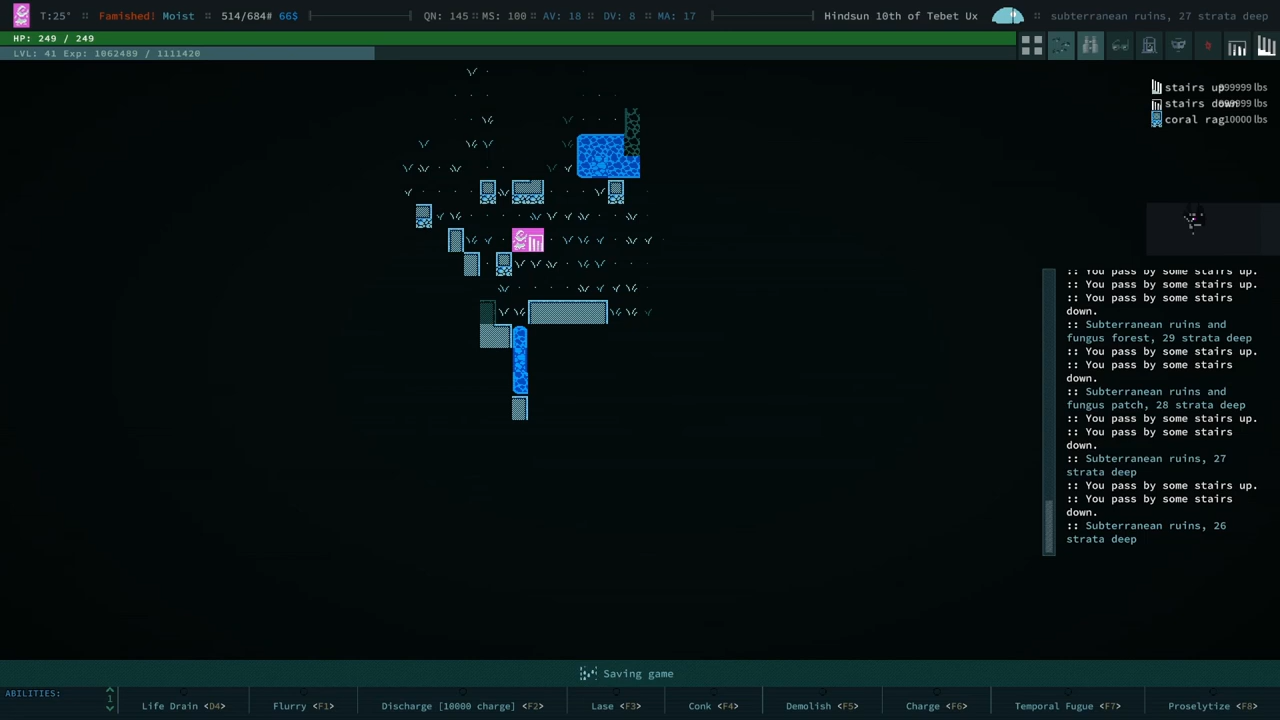 T:25° :: Famished! Moist :: 514/684# 66$ QN: 145 :: MS: 100 :: AV: 18 :: DV: 8 :: MA: 17 Hindsun 10th of Tebet Ux :: subterranean ruins, 27 strata deep
HP: 249 / 249
LVL: 41 Exp: 1062489 / 1111420
stairs up 999999 lbs
stairs down 999999 lbs
coral rag 10000 lbs
:: You pass by some stairs up.
:: You pass by some stairs up.
:: You pass by some stairs
down.
:: Subterranean ruins and
fungus forest, 29 strata deep
:: You pass by some stairs up.
:: You pass by some stairs
down.
:: Subterranean ruins and
fungus patch, 28 strata deep
:: You pass by some stairs up.
:: You pass by some stairs
down.
:: Subterranean ruins, 27
strata deep
:: You pass by some stairs up.
:: You pass by some stairs
down.
:: Subterranean ruins, 26
strata deep
Saving game
ABILITIES: 1 Life Drain <D4> Flurry <F1> Discharge [10000 charge] <F2> Lase <F3> Conk <F4> Demolish <F5> Charge <F6> Temporal Fugue <F7> Proselytize <F8>